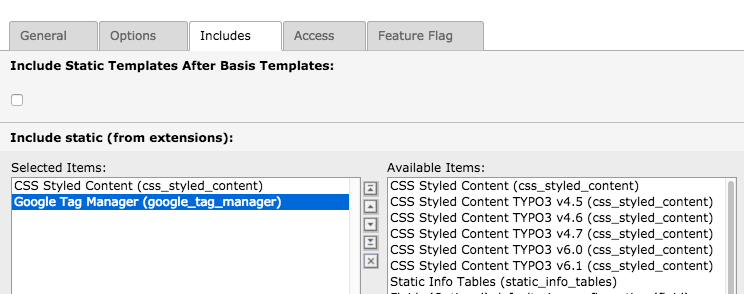 General Options Includes Access Feature Flag
Include Static Templates After Basis Templates:
Include static (from extensions):
Selected Items:
CSS Styled Content (css_styled_content)
Google Tag Manager (google_tag_manager)
Available Items:
CSS Styled Content (css_styled_content)
CSS Styled Content TYPO3 v4.5 (css_styled_content)
CSS Styled Content TYPO3 v4.6 (css_styled_content)
CSS Styled Content TYPO3 v4.7 (css_styled_content)
CSS Styled Content TYPO3 v6.0 (css_styled_content)
CSS Styled Content TYPO3 v6.1 (css_styled_content)
Static Info Tables (static_info_tables)